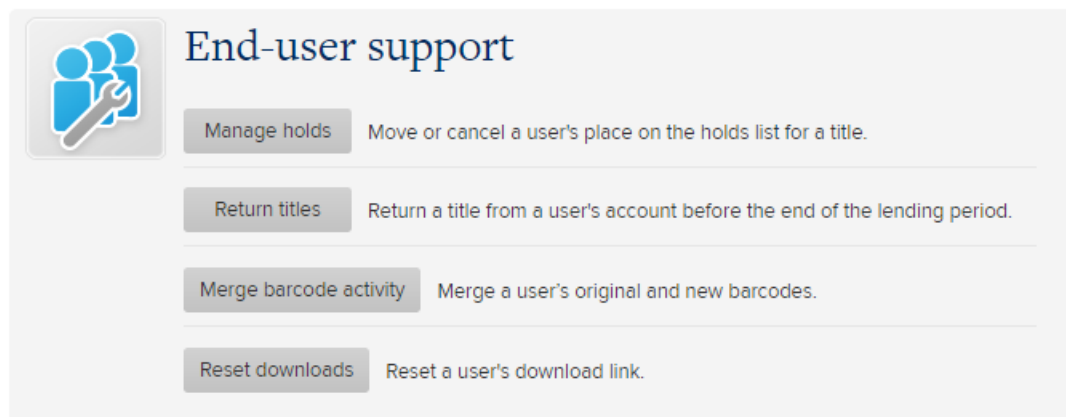 End-user support
Manage holds Move or cancel a user's place on the holds list for a title.
Return titles Return a title from a user's account before the end of the lending period.
Merge barcode activity Merge a user's original and new barcodes.
Reset downloads Reset a user's download link.